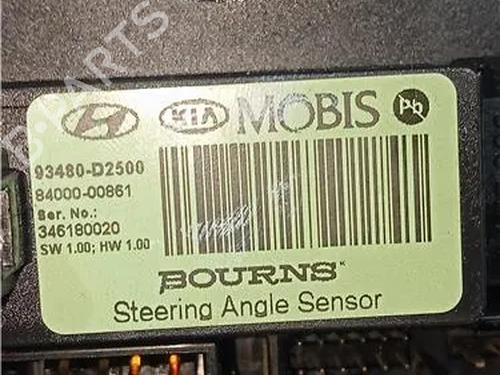 B-PARTS
KIA MOBIS Pb
93480-D2500
84000-00861
Ser. No.:
346180020
SW 1.00; HW 1.00
BOURNS
Steering Angle Sensor